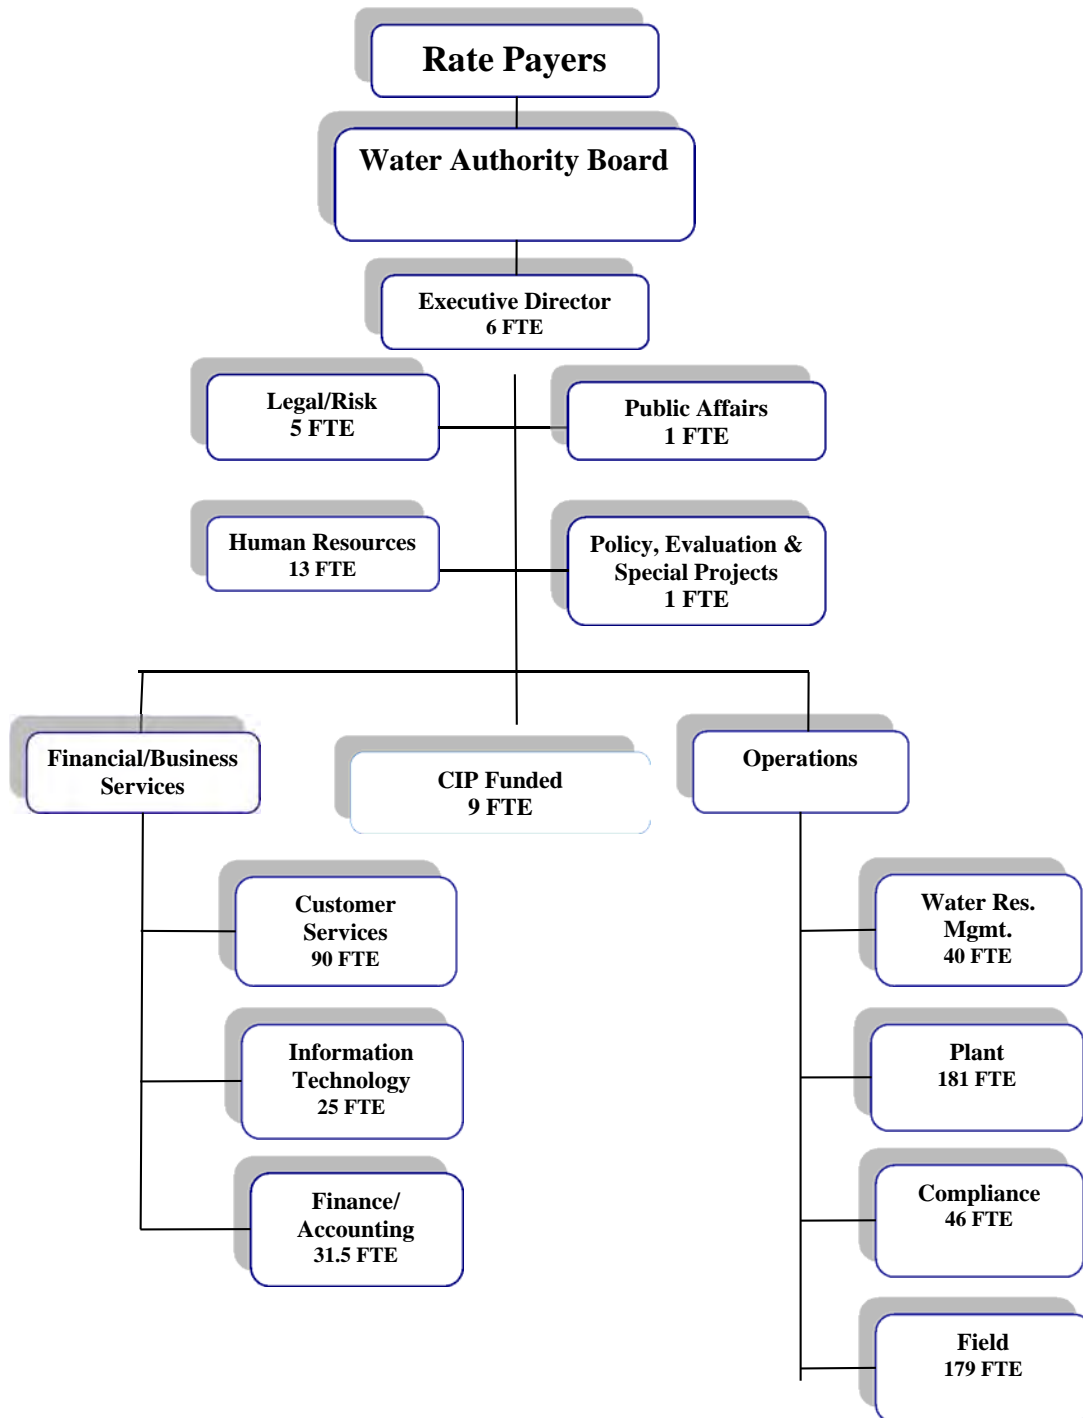 Rate Payers
Water Authority Board
Executive Director
6 FTE
Legal/Risk
5 FTE
Public Affairs
1 FTE
Human Resources
13 FTE
Policy, Evaluation &
Special Projects
1 FTE
Financial/Business
Services
CIP Funded
9 FTE
Operations
Customer
Services
90 FTE
Information
Technology
25 FTE
Finance/
Accounting
31.5 FTE
Water Res.
Mgmt.
40 FTE
Plant
181 FTE
Compliance
46 FTE
Field
179 FTE